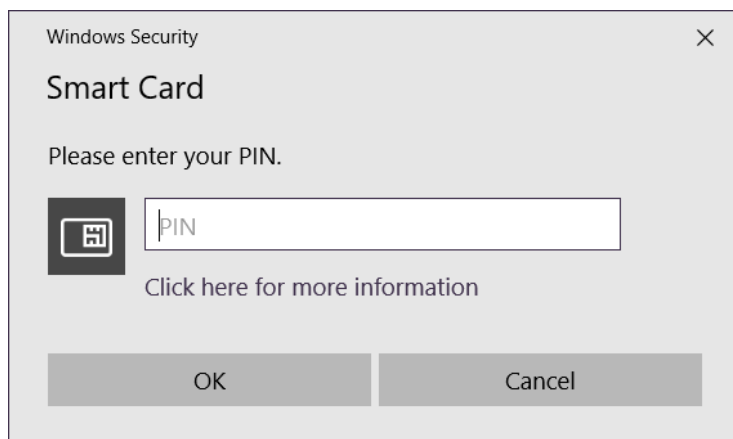 Windows Security
Smart Card
Please enter your PIN.
PIN
Click here for more information
OK Cancel